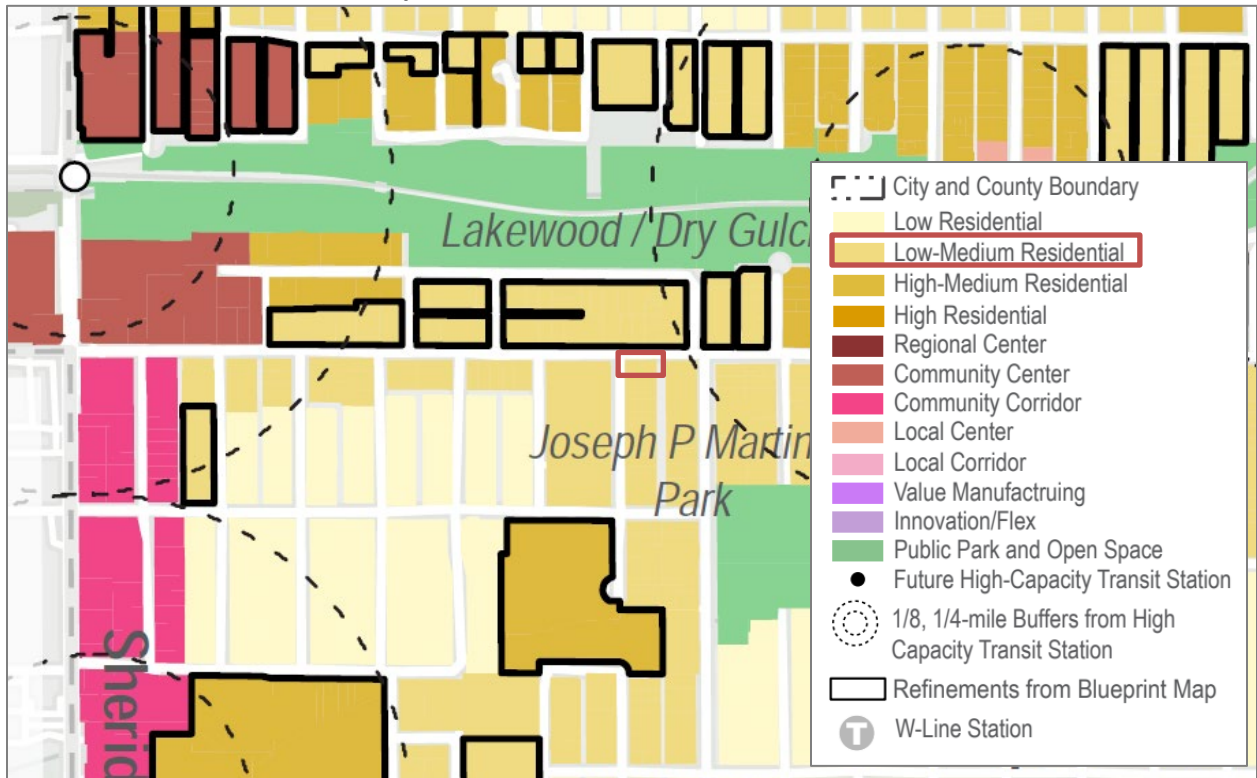 Lakewood / Dry Gulc
Joseph P Martin
Park
Sherid
City and County Boundary
Low Residential
Low-Medium Residential
High-Medium Residential
High Residential
Regional Center
Community Center
Community Corridor
Local Center
Local Corridor
Value Manufactruing
Innovation/Flex
Public Park and Open Space
Future High-Capacity Transit Station
1/8, 1/4-mile Buffers from High
Capacity Transit Station
Refinements from Blueprint Map
T W-Line Station